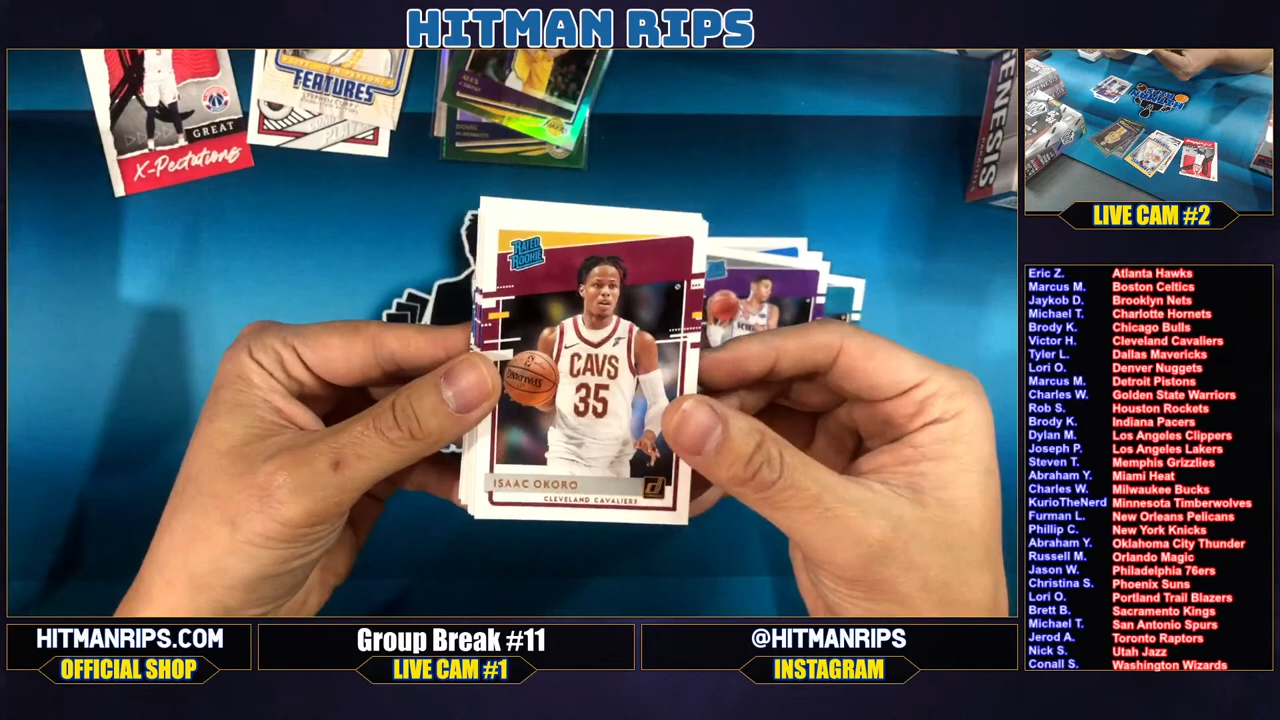 HITMAN RIPS
GREAT
X-Pectations
FEATURES
GENESIS
RATED
ROOKIE
CAVS
35
ISAAC OKORO
CLEVELAND CAVALIERS
LIVE CAM #2
Eric Z. Atlanta Hawks
Marcus M. Boston Celtics
Jaykob D. Brooklyn Nets
Michael T. Charlotte Hornets
Brody K. Chicago Bulls
Victor H. Cleveland Cavaliers
Tyler L. Dallas Mavericks
Lori O. Denver Nuggets
Marcus M. Detroit Pistons
Charles W. Golden State Warriors
Rob S. Houston Rockets
Brody K. Indiana Pacers
Dylan M. Los Angeles Clippers
Joseph P. Los Angeles Lakers
Steven T. Memphis Grizzlies
Abraham Y. Miami Heat
Charles W. Milwaukee Bucks
KurioTheNerd Minnesota Timberwolves
Furman L. New Orleans Pelicans
Phillip C. New York Knicks
Abraham Y. Oklahoma City Thunder
Russell M. Orlando Magic
Jason W. Philadelphia 76ers
Christina S. Phoenix Suns
Lori O. Portland Trail Blazers
Brett B. Sacramento Kings
Michael T. San Antonio Spurs
Jerod A. Toronto Raptors
Nick S. Utah Jazz
Conall S. Washington Wizards
HITMANRIPS.COM
OFFICIAL SHOP
Group Break #11
LIVE CAM #1
@HITMANRIPS
INSTAGRAM